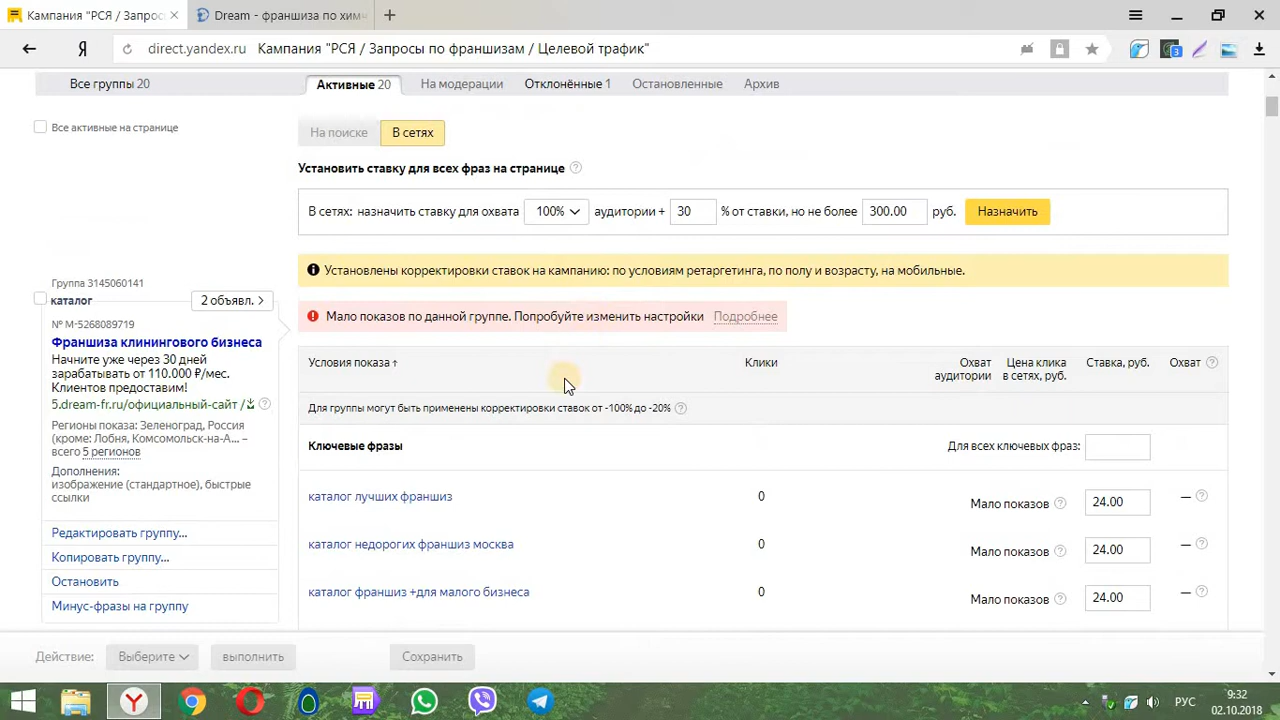 Кампания "РСЯ / Запрос
Dream - франшиза по хим
direct.yandex.ru Кампания "РСЯ / Запросы по франшизам / Целевой трафик"
3
Все группы 20
Активные 20 На модерации Отклонённые 1 Остановленные Архив
Все активные на странице
На поиске В сетях
Установить ставку для всех фраз на странице ?
В сетях: назначить ставку для охвата 100% аудитории + 30 % от ставки, но не более 300.00 руб. Назначить
Установлены корректировки ставок на кампанию: по условиям ретаргетинга, по полу и возрасту, на мобильные.
Мало показов по данной группе. Попробуйте изменить настройки Подробнее
Группа 3145060141
каталог
2 объявл. >
№ М-5268089719
Франшиза клинингового бизнеса
Начните уже через 30 дней
зарабатывать от 110.000 ₽/мес.
Клиентов предоставим!
5.dream-fr.ru/официальный-сайт /
Регионы показа: Зеленоград, Россия
(кроме: Лобня, Комсомольск-на-А... –
всего 5 регионов
Дополнения:
изображение (стандартное), быстрые
ссылки
Редактировать группу...
Копировать группу...
Остановить
Минус-фразы на группу
Условия показа ↑
Клики
Охват
аудитории
Цена клика
в сетях, руб.
Ставка, руб.
Охват ?
Для группы могут быть применены корректировки ставок от -100% до -20% ?
Ключевые фразы
Для всех ключевых фраз:
каталог лучших франшиз 0 Мало показов ? 24.00 — ?
каталог недорогих франшиз москва 0 Мало показов ? 24.00 — ?
каталог франшиз +для малого бизнеса 0 Мало показов ? 24.00 — ?
Действие: Выберите выполнить Сохранить
РУС
9:32
02.10.2018